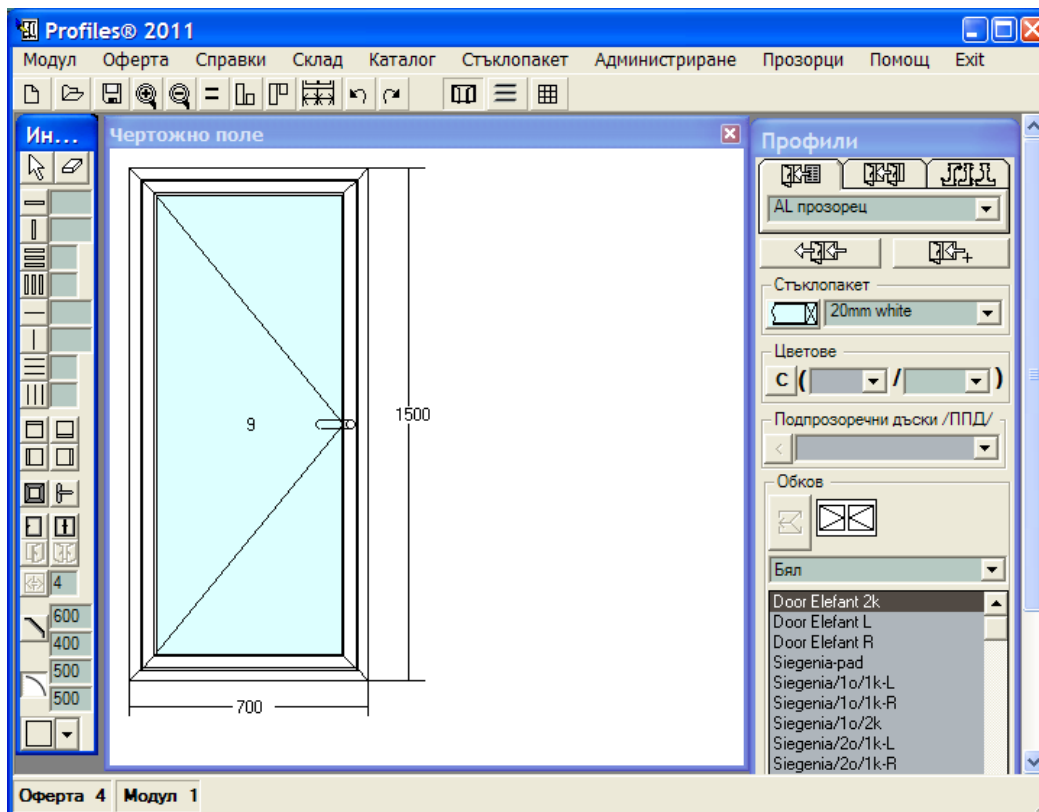 Profiles® 2011
Модул Оферта Справки Склад Каталог Стъклопакет Администриране Прозорци Помощ Exit
Ин...
Чертожно поле
Профили
AL прозорец
Стъклопакет
20mm white
Цветове
C ( / )
Подпрозоречни дъски /ППД/
<
Обков
Бял
Door Elefant 2k
Door Elefant L
Door Elefant R
Siegenia-pad
Siegenia/1o/1k-L
Siegenia/1o/1k-R
Siegenia/1o/2k
Siegenia/2o/1k-L
Siegenia/2o/1k-R
9
1500
700
4
600
400
500
500
Оферта 4 Модул 1